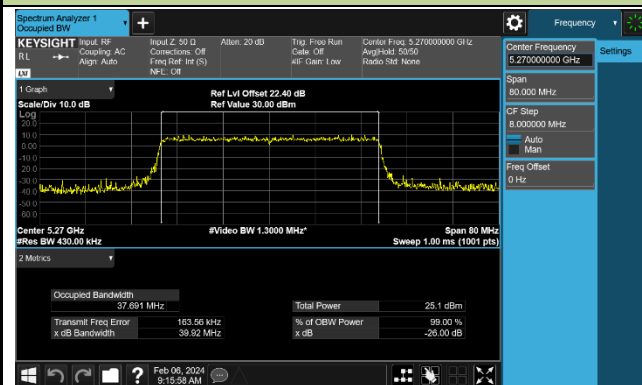 Spectrum Analyzer 1
Occupied BW
Frequency
KEYSIGHT
RL
Input: RF
Coupling: AC
Align: Auto
Input Z: 50 Ω
Corrections: Off
Freq Ref: Int (S)
NFE: Off
Atten: 20 dB
Trig: Free Run
Gate: Off
#IF Gain: Low
Center Freq: 5.270000000 GHz
Avg|Hold: 50/50
Radio Std: None
LXI
Center Frequency
5.270000000 GHz
Settings
Span
80.000 MHz
CF Step
8.000000 MHz
Auto
Man
Freq Offset
0 Hz
1 Graph
Scale/Div 10.0 dB
Ref Lvl Offset 22.40 dB
Ref Value 30.00 dBm
Log
20.0
10.0
0.00
-10.0
-20.0
-30.0
-40.0
-50.0
-60.0
Center 5.27 GHz
#Res BW 430.00 kHz
#Video BW 1.3000 MHz*
Span 80 MHz
Sweep 1.00 ms (1001 pts)
2 Metrics
Occupied Bandwidth
37.691 MHz
Total Power 25.1 dBm
Transmit Freq Error 163.56 kHz
% of OBW Power 99.00 %
x dB Bandwidth 39.92 MHz
x dB -26.00 dB
?
Feb 06, 2024
9:15:58 AM